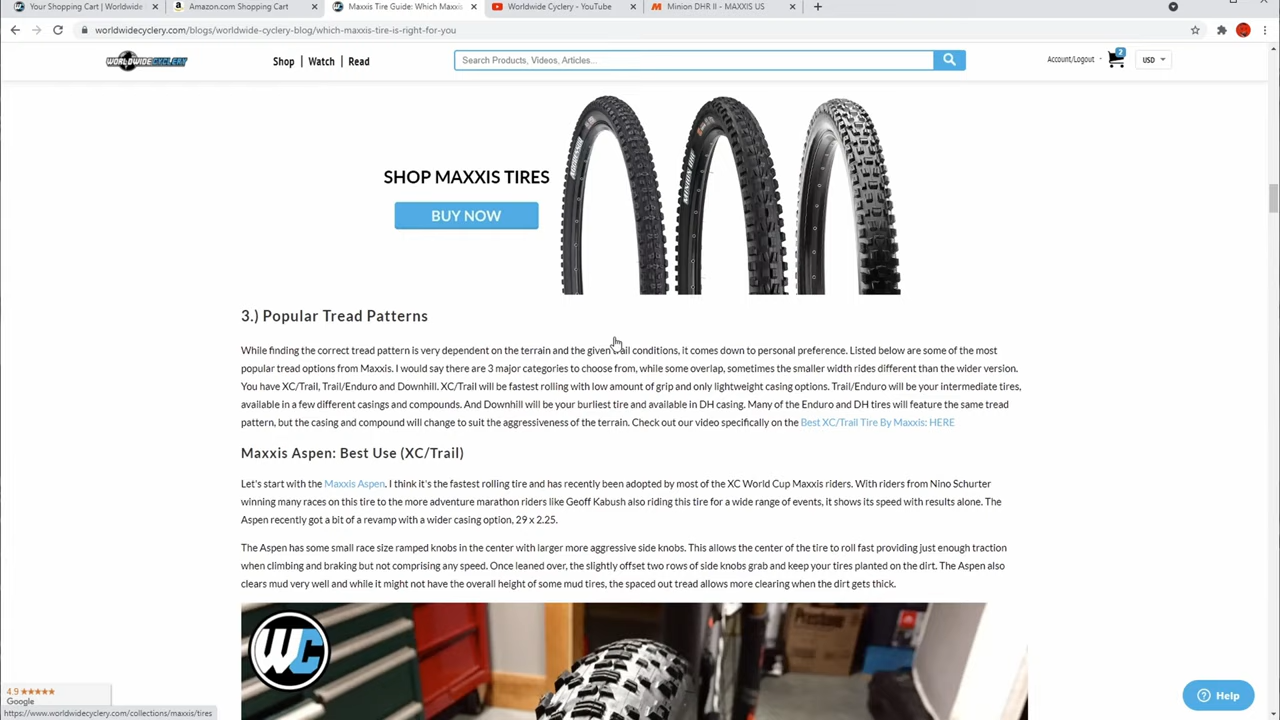 Your Shopping Cart | Worldwide
Amazon.com Shopping Cart
Maxxis Tire Guide: Which Maxxis
Worldwide Cyclery - YouTube
Minion DHR II - MAXXIS US
worldwidecyclery.com/blogs/worldwide-cyclery-blog/which-maxxis-tire-is-right-for-you
WORLDWIDE CYCLERY
Shop | Watch | Read
Search Products, Videos, Articles...
Account/Logout
2
USD
SHOP MAXXIS TIRES
BUY NOW
3.) Popular Tread Patterns
While finding the correct tread pattern is very dependent on the terrain and the given trail conditions, it comes down to personal preference. Listed below are some of the most
popular tread options from Maxxis. I would say there are 3 major categories to choose from, while some overlap, sometimes the smaller width rides different than the wider version.
You have XC/Trail, Trail/Enduro and Downhill. XC/Trail will be fastest rolling with low amount of grip and only lightweight casing options. Trail/Enduro will be your intermediate tires,
available in a few different casings and compounds. And Downhill will be your burliest tire and available in DH casing. Many of the Enduro and DH tires will feature the same tread
pattern, but the casing and compound will change to suit the aggressiveness of the terrain. Check out our video specifically on the Best XC/Trail Tire By Maxxis: HERE
Maxxis Aspen: Best Use (XC/Trail)
Let's start with the Maxxis Aspen. I think it's the fastest rolling tire and has recently been adopted by most of the XC World Cup Maxxis riders. With riders from Nino Schurter
winning many races on this tire to the more adventure marathon riders like Geoff Kabush also riding this tire for a wide range of events, it shows its speed with results alone. The
Aspen recently got a bit of a revamp with a wider casing option, 29 x 2.25.
The Aspen has some small race size ramped knobs in the center with larger more aggressive side knobs. This allows the center of the tire to roll fast providing just enough traction
when climbing and braking but not comprising any speed. Once leaned over, the slightly offset two rows of side knobs grab and keep your tires planted on the dirt. The Aspen also
clears mud very well and while it might not have the overall height of some mud tires, the spaced out tread allows more clearing when the dirt gets thick.
WC
4.9 ★★★★★
Google
Help
https://www.worldwidecyclery.com/collections/maxxis/tires